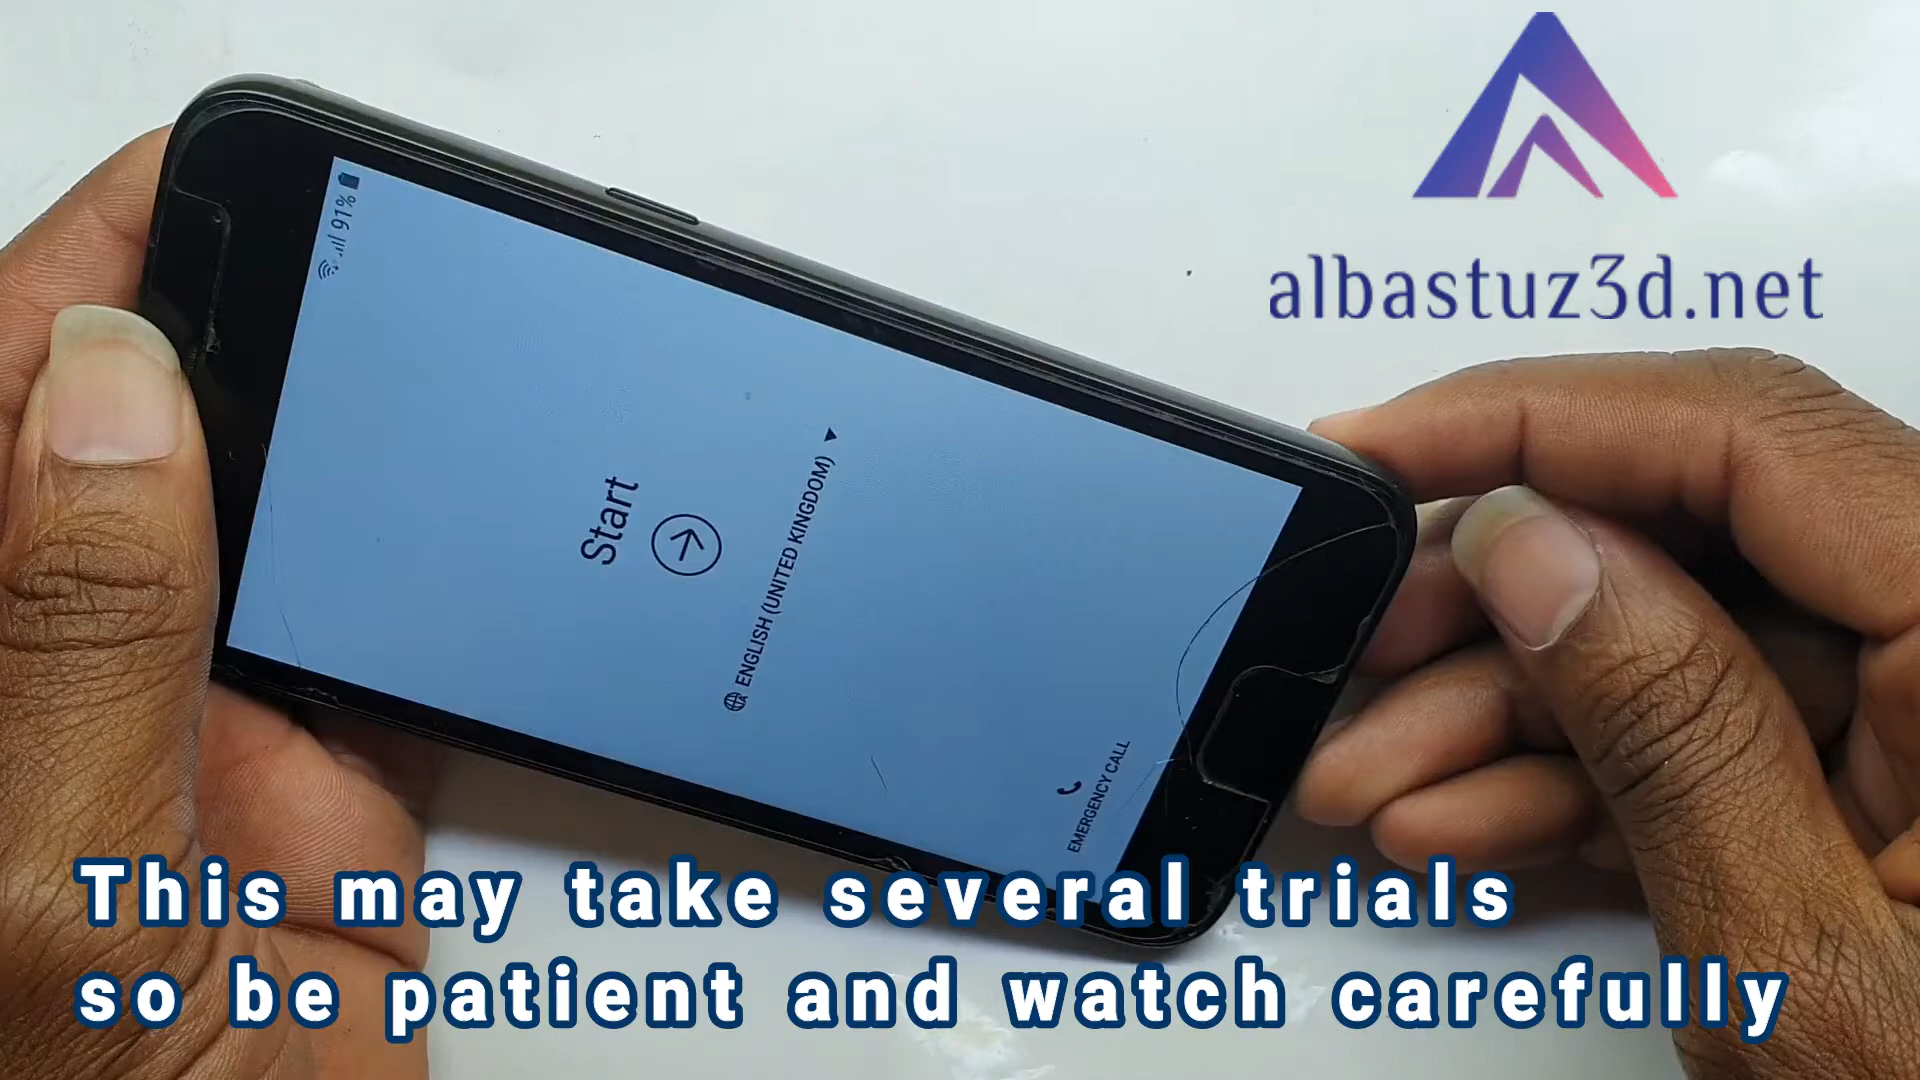 albastuz3d.net
91%
Start
ENGLISH (UNITED KINGDOM)
EMERGENCY CALL
This may take several trials
so be patient and watch carefully